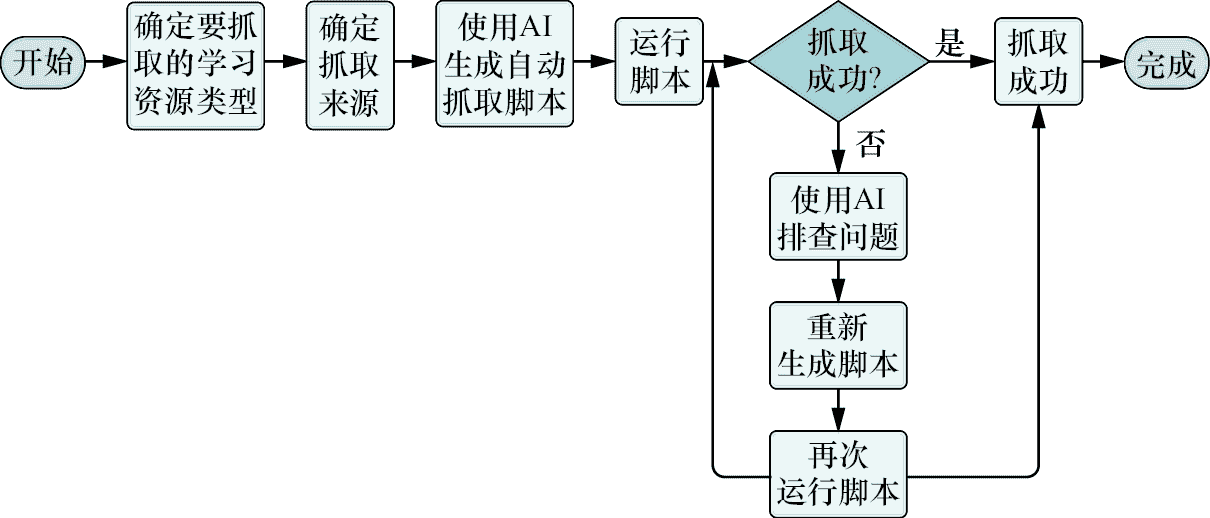 开始
确定要抓
取的学习
资源类型
确定
抓取
来源
使用AI
生成自动
抓取脚本
运行
脚本
抓取
成功?
是
抓取
成功
完成
否
使用AI
排查问题
重新
生成脚本
再次
运行脚本